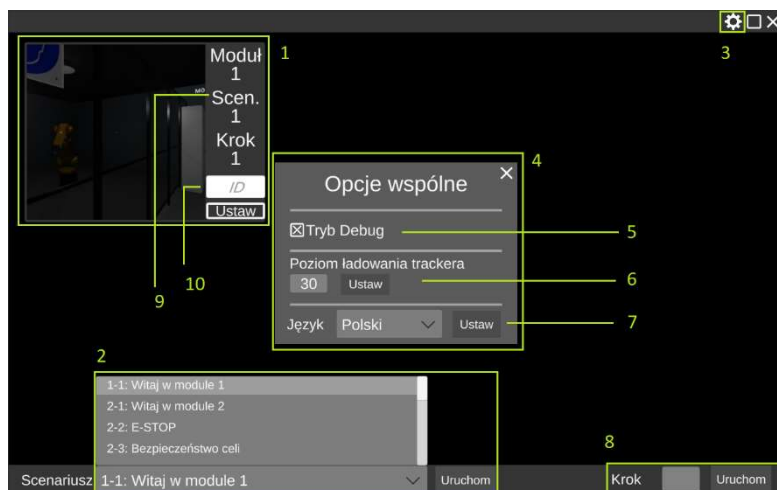 1
Moduł
1
Scen.
1
Krok
1
ID
Ustaw
9
10
3
4
Opcje wspólne
Tryb Debug
5
Poziom ładowania trackera
30 Ustaw
6
Język Polski Ustaw
7
2
1-1: Witaj w module 1
2-1: Witaj w module 2
2-2: E-STOP
2-3: Bezpieczeństwo celi
Scenariusz 1-1: Witaj w module 1 Uruchom
8
Krok Uruchom